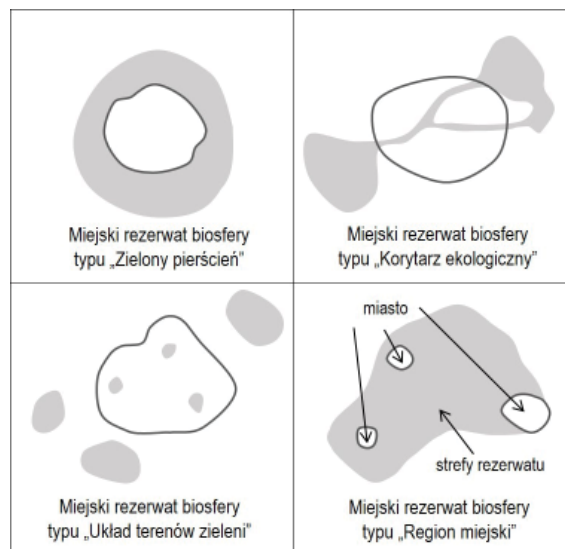 Miejski rezerwat biosfery
typu „Zielony pierścień”
Miejski rezerwat biosfery
typu „Korytarz ekologiczny”
Miejski rezerwat biosfery
typu „Układ terenów zieleni”
miasto
strefy rezerwatu
Miejski rezerwat biosfery
typu „Region miejski”